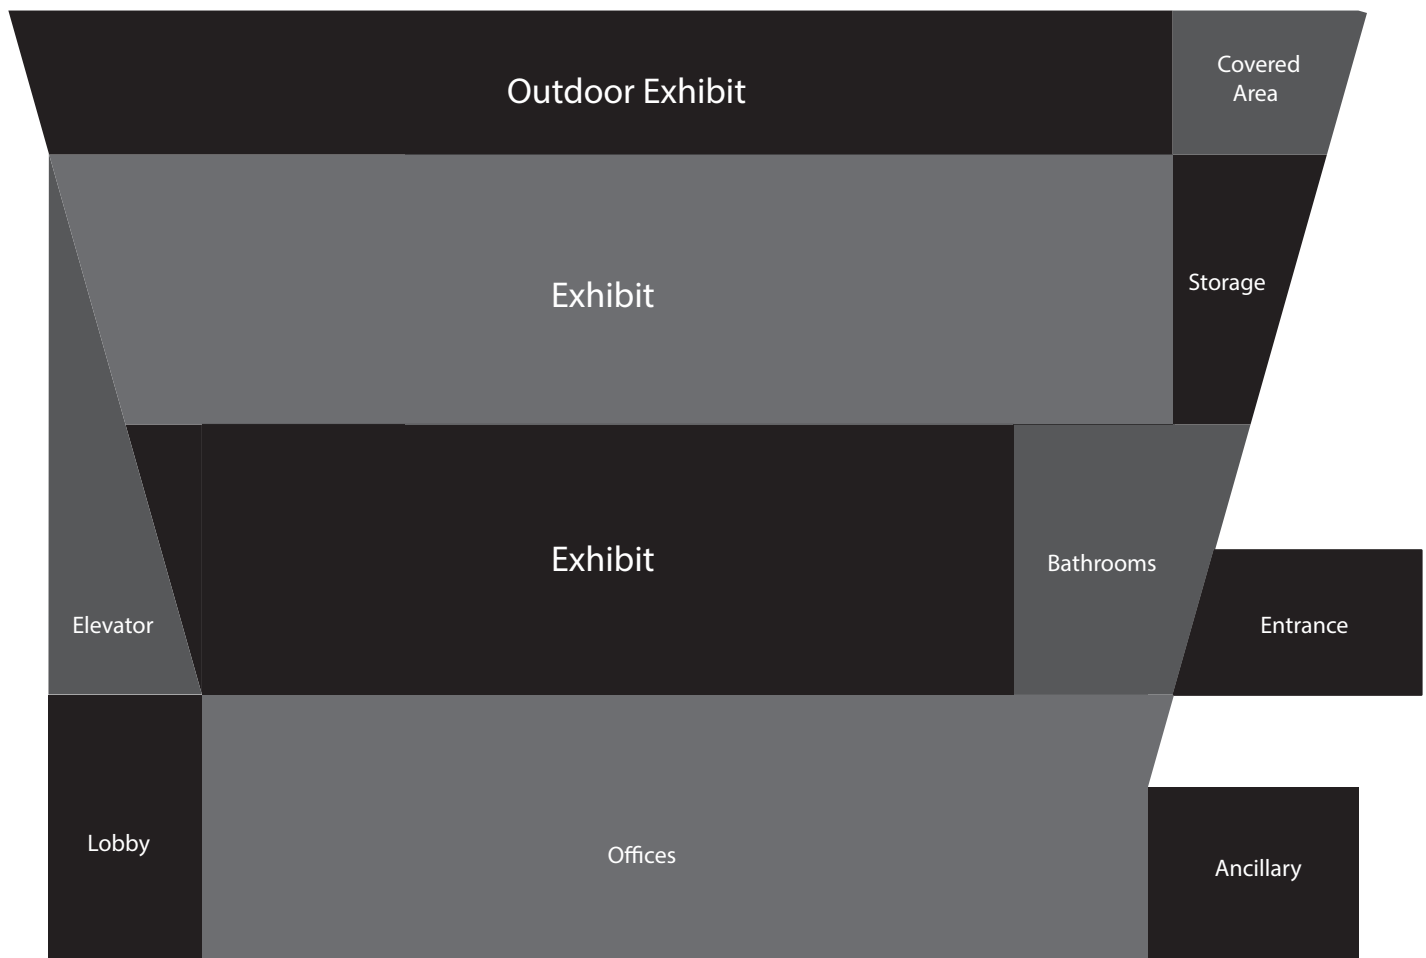 Outdoor Exhibit
Covered
Area
Exhibit
Storage
Exhibit
Bathrooms
Elevator
Entrance
Lobby
Offices
Ancillary